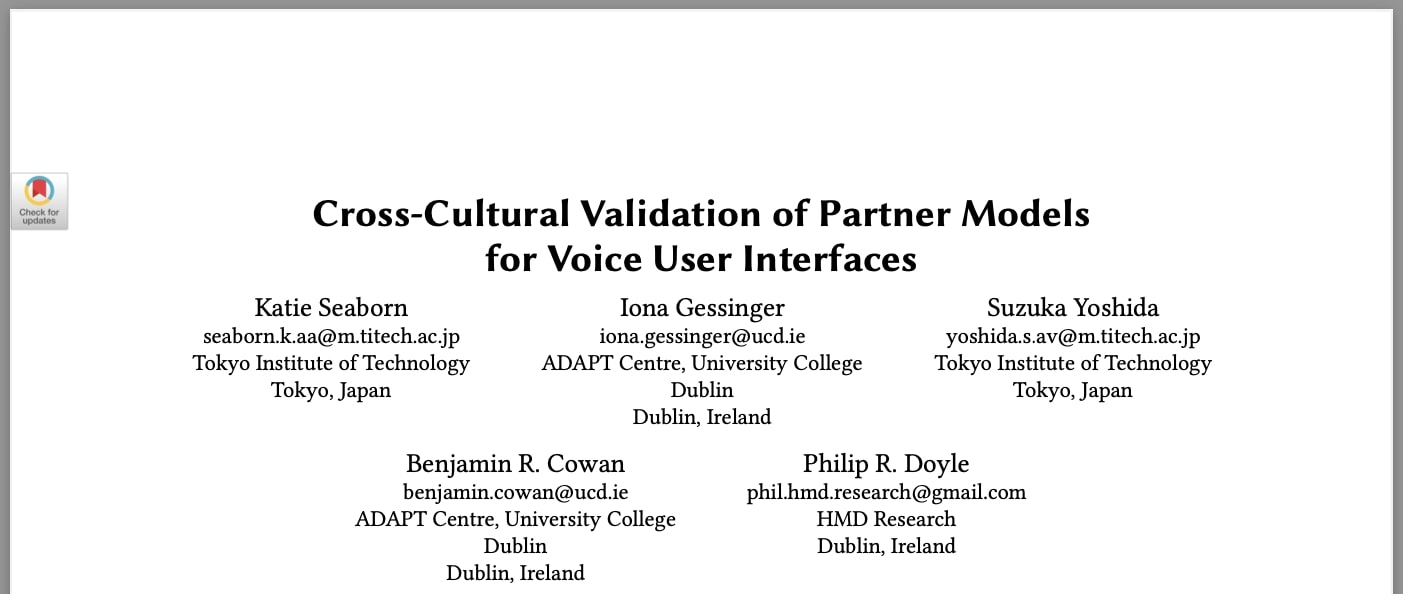 Check for
updates
Cross-Cultural Validation of Partner Models
for Voice User Interfaces
Katie Seaborn
seaborn.k.aa@m.titech.ac.jp
Tokyo Institute of Technology
Tokyo, Japan
Iona Gessinger
iona.gessinger@ucd.ie
ADAPT Centre, University College
Dublin
Dublin, Ireland
Suzuka Yoshida
yoshida.s.av@m.titech.ac.jp
Tokyo Institute of Technology
Tokyo, Japan
Benjamin R. Cowan
benjamin.cowan@ucd.ie
ADAPT Centre, University College
Dublin
Dublin, Ireland
Philip R. Doyle
phil.hmd.research@gmail.com
HMD Research
Dublin, Ireland